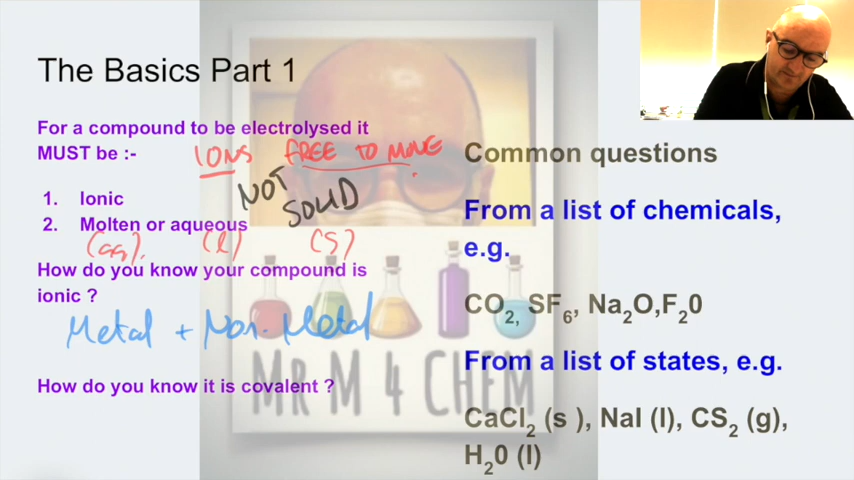 The Basics Part 1
For a compound to be electrolysed it
MUST be :-
IONS FREE TO MOVE
NOT
SOLID
1. Ionic
2. Molten or aqueous
(aq). (l) (s)
How do you know your compound is
ionic ?
Metal + Non-Metal
How do you know it is covalent ?
MR M 4 CHEM
Common questions
From a list of chemicals,
e.g.
CO2, SF6, Na2O,F20
From a list of states, e.g.
CaCl2 (s ), NaI (l), CS2 (g),
H20 (l)